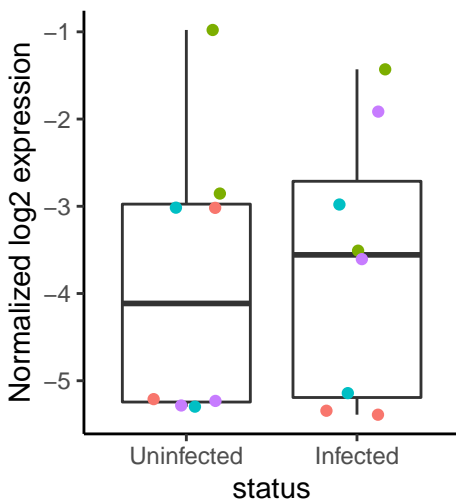 Normalized log2 expression
−1
−2
−3
−4
−5
Uninfected
Infected
status